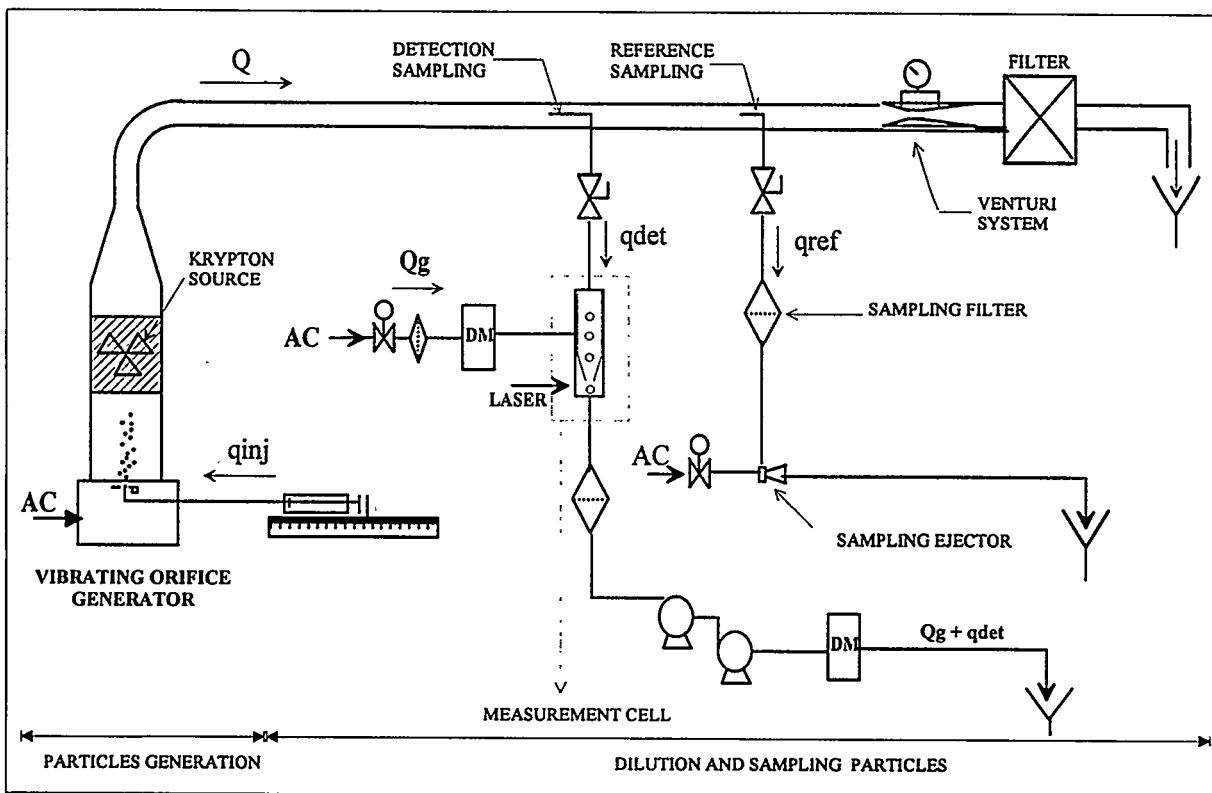 DETECTION
SAMPLING
REFERENCE
SAMPLING
FILTER
Q
VENTURI
SYSTEM
KRYPTON
SOURCE
qdet
qref
Qg
SAMPLING FILTER
AC
DM
LASER
qinj
AC
AC
SAMPLING EJECTOR
VIBRATING ORIFICE
GENERATOR
DM
Qg + qdet
MEASUREMENT CELL
PARTICLES GENERATION
DILUTION AND SAMPLING PARTICLES